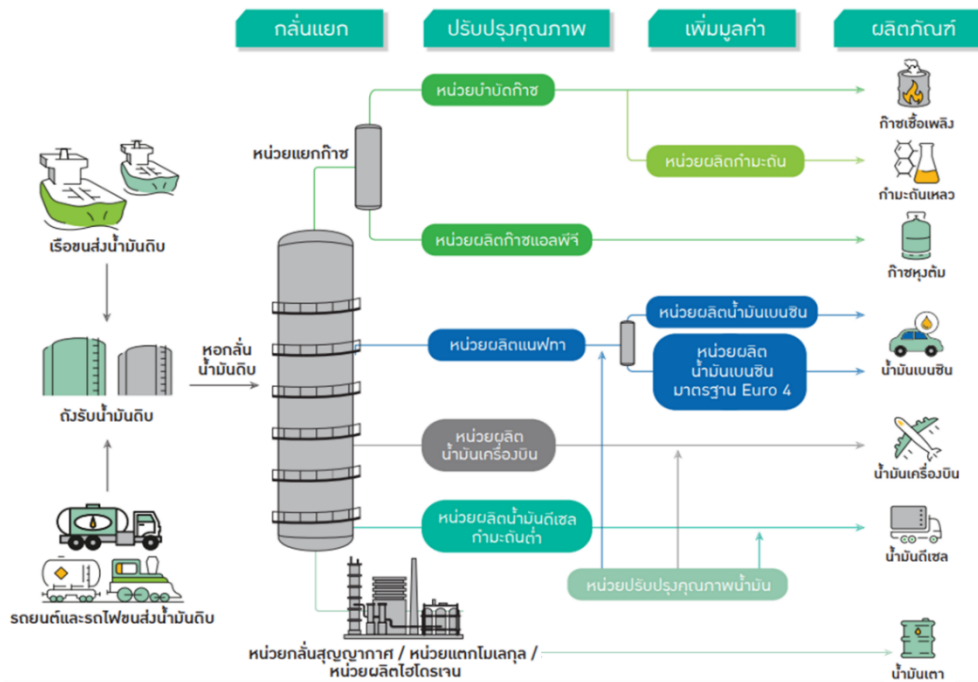 กลั่นแยก
ปรับปรุงคุณภาพ
เพิ่มมูลค่า
ผลิตภัณฑ์
หน่วยบำบัดก๊าซ
ก๊าซเชื้อเพลิง
หน่วยแยกก๊าซ
หน่วยผลิตกำมะถัน
กำมะถันเหลว
เรือขนส่งน้ำมันดิบ
หน่วยผลิตก๊าซแอลพีจี
ก๊าซหุงต้ม
หน่วยผลิตน้ำมันเบนซิน
หน่วยผลิตแนฟทา
หน่วยผลิต
น้ำมันเบนซิน
มาตรฐาน Euro 4
น้ำมันเบนซิน
หอกลั่น
น้ำมันดิบ
ถังรับน้ำมันดิบ
หน่วยผลิต
น้ำมันเครื่องบิน
น้ำมันเครื่องบิน
หน่วยผลิตน้ำมันดีเซล
กำมะถันต่ำ
น้ำมันดีเซล
หน่วยปรับปรุงคุณภาพน้ำมัน
รถยนต์และรถไฟขนส่งน้ำมันดิบ
หน่วยกลั่นสุญญากาศ / หน่วยแตกโมเลกุล /
หน่วยผลิตไฮโดรเจน
น้ำมันเตา